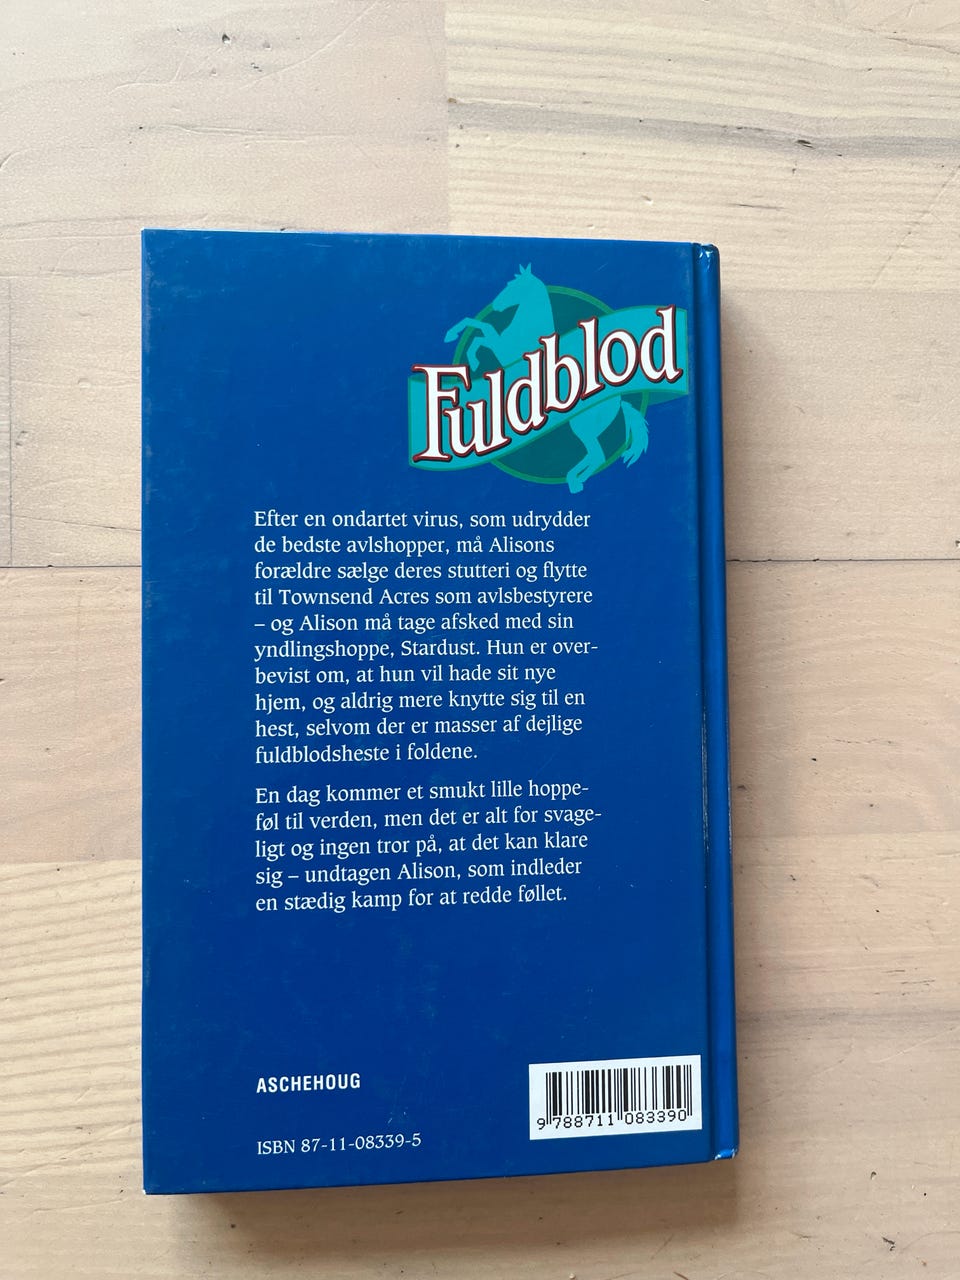 Fuldblod
Efter en ondartet virus, som udrydder
de bedste avlshopper, må Alisons
forældre sælge deres stutteri og flytte
til Townsend Acres som avlsbestyrere
– og Alison må tage afsked med sin
yndlingshoppe, Stardust. Hun er over-
bevist om, at hun vil hade sit nye
hjem, og aldrig mere knytte sig til en
hest, selvom der er masser af dejlige
fuldblodsheste i foldene.
En dag kommer et smukt lille hoppe-
føl til verden, men det er alt for svage-
ligt og ingen tror på, at det kan klare
sig – undtagen Alison, som indleder
en stædig kamp for at redde føllet.
ASCHEHOUG
ISBN 87-11-08339-5
9 788711 083390